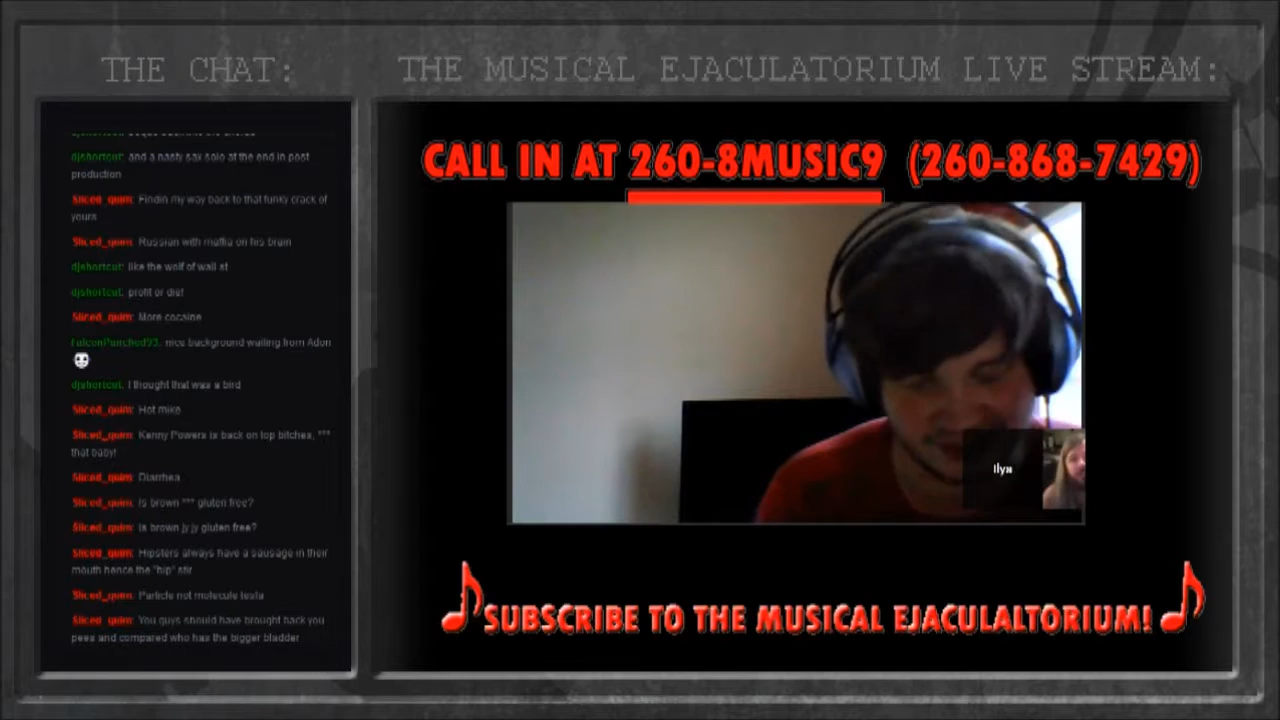 THE CHAT:
THE MUSICAL EJACULATORIUM LIVE STREAM:
djshortcut: and a nasty sax solo at the end in post
production
Sliced_quim: Findin my way back to that funky crack of
yours
Sliced_quim: Russian with maffia on his brain
djshortcut: like the wolf of wall st
djshortcut: profit or die!
Sliced_quim: More cocaine
FalconPunched93: nice background wailing from Adon
djshortcut: I thought that was a bird
Sliced_quim: Hot mike
Sliced_quim: Kenny Powers is back on top bitches, ***
that baby!
Sliced_quim: Diarrhea
Sliced_quim: Is brown *** gluten free?
Sliced_quim: Is brown jy jy gluten free?
Sliced_quim: Hipsters always have a sausage in their
mouth hence the "hip" stir
Sliced_quim: Particle not molecule tesla
Sliced_quim: You guys should have brought back you
pees and compared who has the bigger bladder
CALL IN AT 260-8MUSIC9 (260-868-7429)
Ilya
SUBSCRIBE TO THE MUSICAL EJACULALTORIUM!